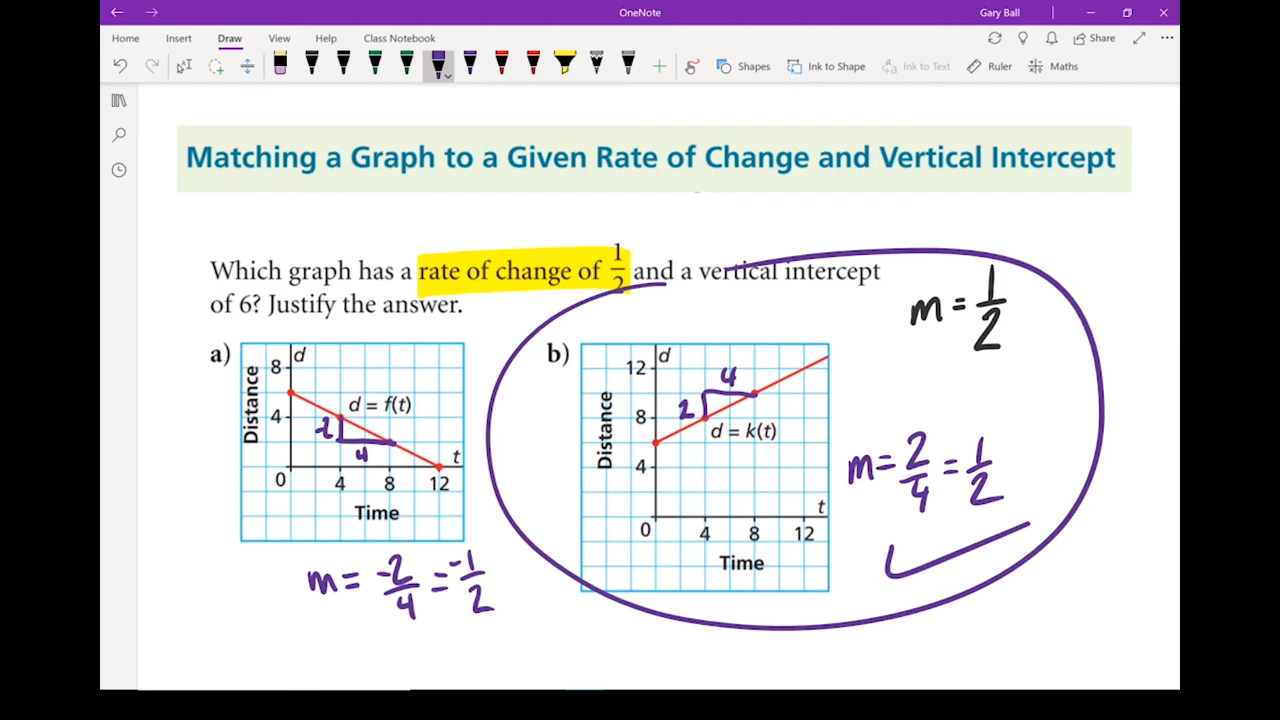 OneNote
Gary Ball
Home Insert Draw View Help Class Notebook
Share
Shapes Ink to Shape Ink to Text Ruler Maths
Matching a Graph to a Given Rate of Change and Vertical Intercept
Which graph has a rate of change of 1/2 and a vertical intercept
of 6? Justify the answer.
m = 1/2
a)
d
8
4
0
4 8 12
t
Distance
Time
d = f(t)
-2
4
m = -2/4 = -1/2
b)
d
12
8
4
0
4 8 12
t
Distance
Time
d = k(t)
2
4
m = 2/4 = 1/2